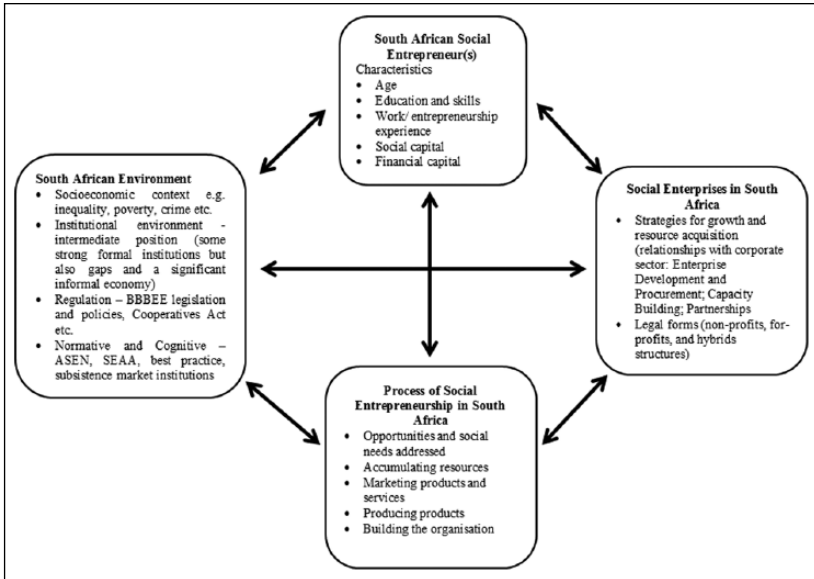 South African Social
Entrepreneur(s)
Characteristics
• Age
• Education and skills
• Work/ entrepreneurship
experience
• Social capital
• Financial capital
South African Environment
• Socioeconomic context e.g.
inequality, poverty, crime etc.
• Institutional environment -
intermediate position (some
strong formal institutions but
also gaps and a significant
informal economy)
• Regulation – BBBEE legislation
and policies, Cooperatives Act
etc.
• Normative and Cognitive –
ASEN, SEAA, best practice,
subsistence market institutions
Social Enterprises in South
Africa
• Strategies for growth and
resource acquisition
(relationships with corporate
sector: Enterprise
Development and
Procurement; Capacity
Building; Partnerships
• Legal forms (non-profits, for-
profits, and hybrids
structures)
Process of Social
Entrepreneurship in South
Africa
• Opportunities and social
needs addressed
• Accumulating resources
• Marketing products and
services
• Producing products
• Building the organisation